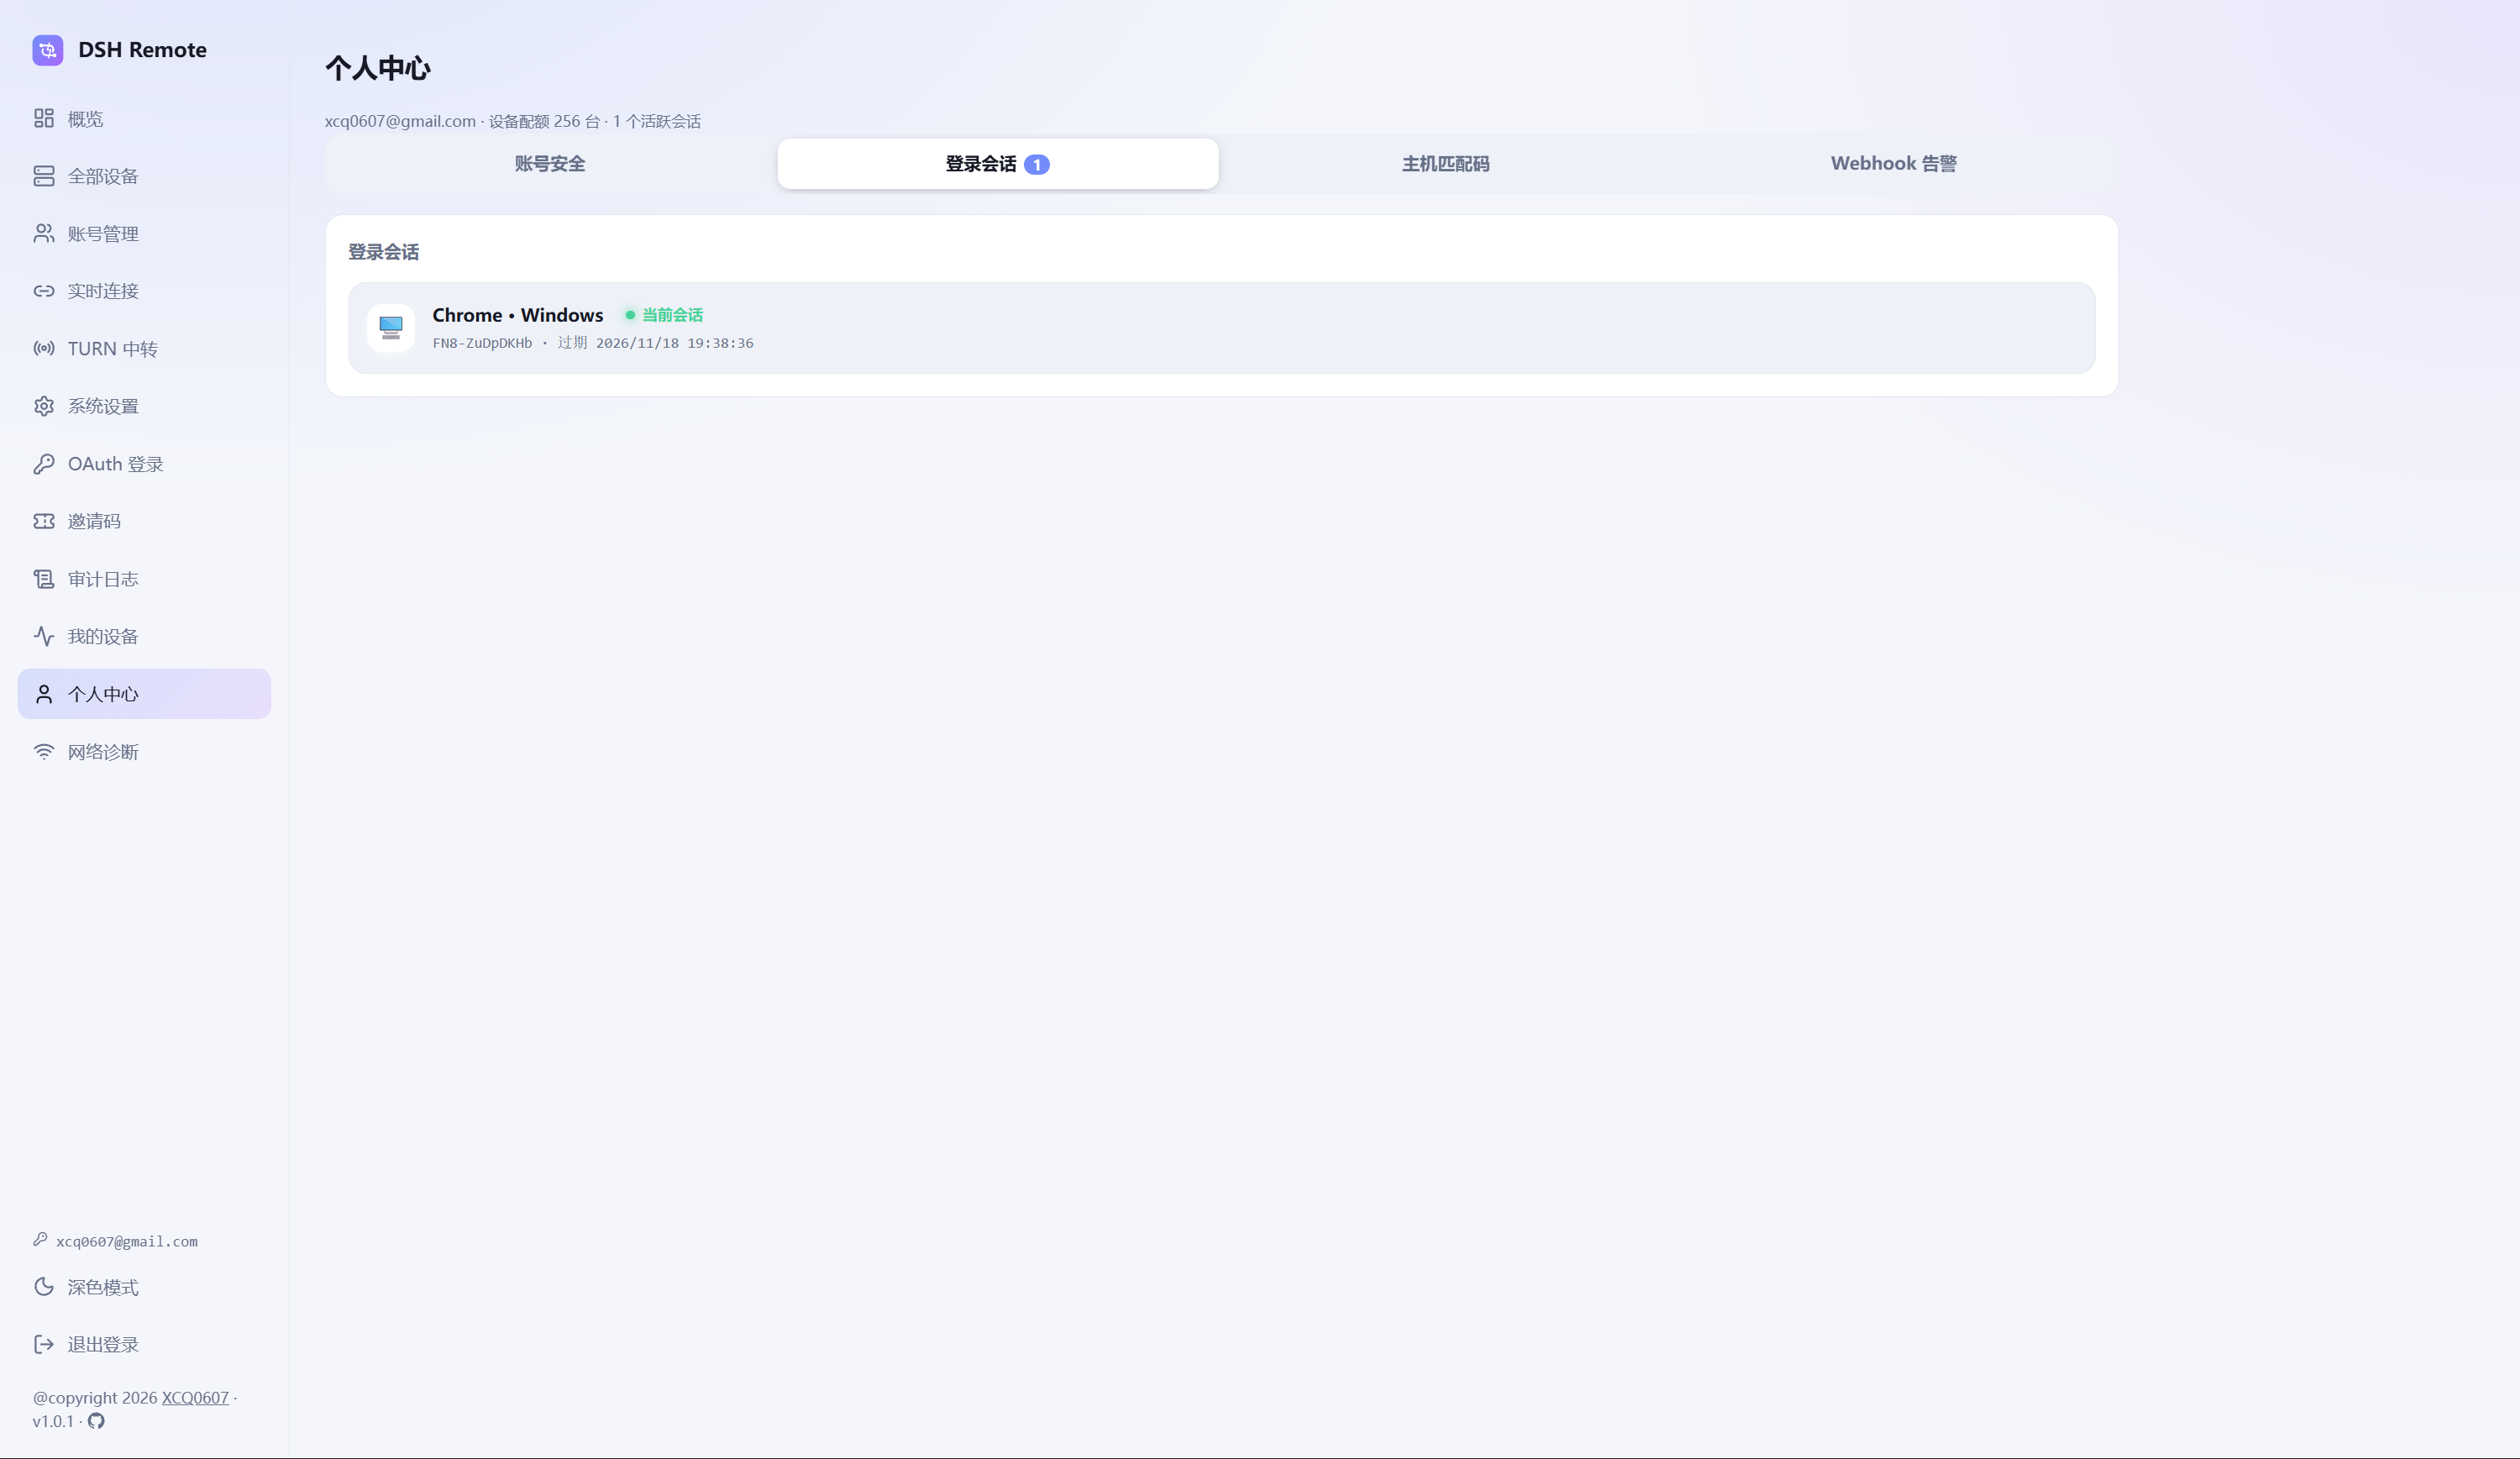 DSH Remote
概览
全部设备
账号管理
实时连接
TURN 中转
系统设置
OAuth 登录
邀请码
审计日志
我的设备
个人中心
网络诊断
xcq0607@gmail.com
深色模式
退出登录
@copyright 2026 XCQ0607 ·
v1.0.1 ·
个人中心
xcq0607@gmail.com · 设备配额 256 台 · 1 个活跃会话
账号安全
登录会话 1
主机匹配码
Webhook 告警
登录会话
Chrome • Windows 当前会话
FN8-ZuDpDKHb · 过期 2026/11/18 19:38:36